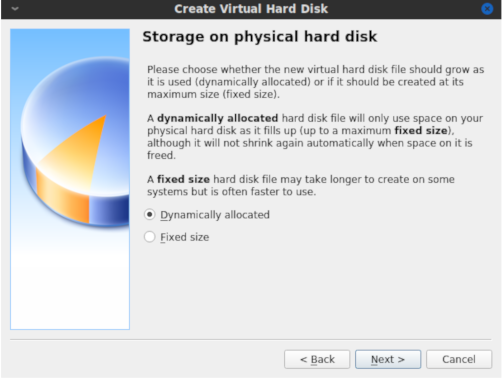 Create Virtual Hard Disk
Storage on physical hard disk
Please choose whether the new virtual hard disk file should grow as
it is used (dynamically allocated) or if it should be created at its
maximum size (fixed size).
A dynamically allocated hard disk file will only use space on your
physical hard disk as it fills up (up to a maximum fixed size),
although it will not shrink again automatically when space on it is
freed.
A fixed size hard disk file may take longer to create on some
systems but is often faster to use.
Dynamically allocated
Fixed size
< Back Next > Cancel